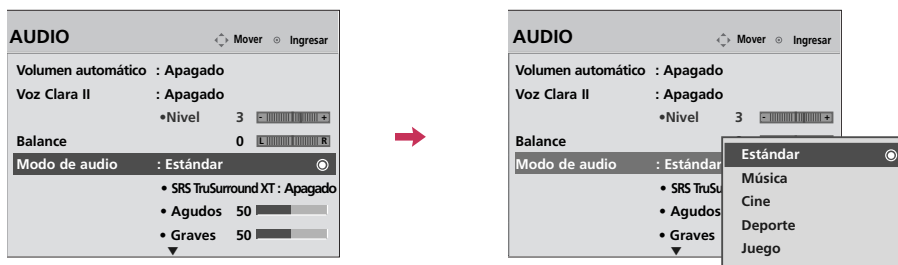 AUDIO Mover Ingresar
Volumen automático : Apagado
Voz Clara II : Apagado
•Nivel 3 - +
Balance 0 L R
Modo de audio : Estándar
• SRS TruSurround XT : Apagado
• Agudos 50
• Graves 50
▼
AUDIO Mover Ingresar
Volumen automático : Apagado
Voz Clara II : Apagado
•Nivel 3 - +
Balance
Modo de audio : Estándar
• SRS TruSu
• Agudos
• Graves
▼
Estándar
Música
Cine
Deporte
Juego